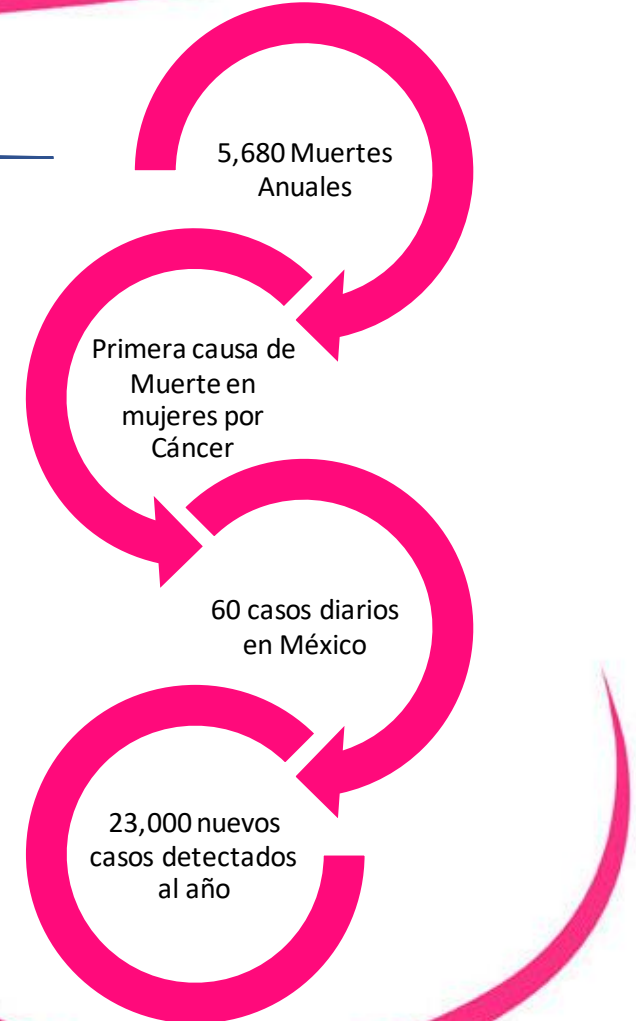 5,680 Muertes
Anuales
Primera causa de
Muerte en
mujeres por
Cáncer
60 casos diarios
en México
23,000 nuevos
casos detectados
al año